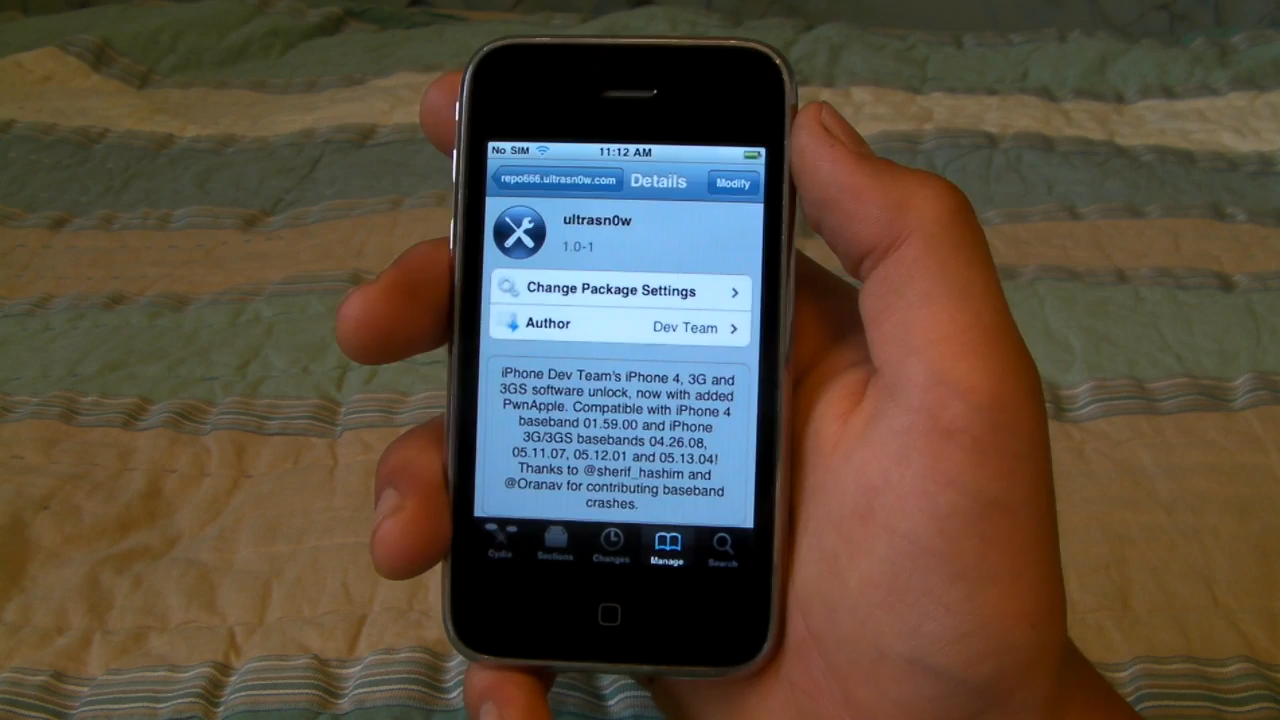 No SIM 11:12 AM
repo666.ultrasn0w.com Details Modify
ultrasn0w
1.0-1
Change Package Settings
Author Dev Team
iPhone Dev Team's iPhone 4, 3G and
3GS software unlock, now with added
PwnApple. Compatible with iPhone 4
baseband 01.59.00 and iPhone
3G/3GS basebands 04.26.08,
05.11.07, 05.12.01 and 05.13.04!
Thanks to @sherif_hashim and
@Oranav for contributing baseband
crashes.
Cydia Sections Changes Manage Search